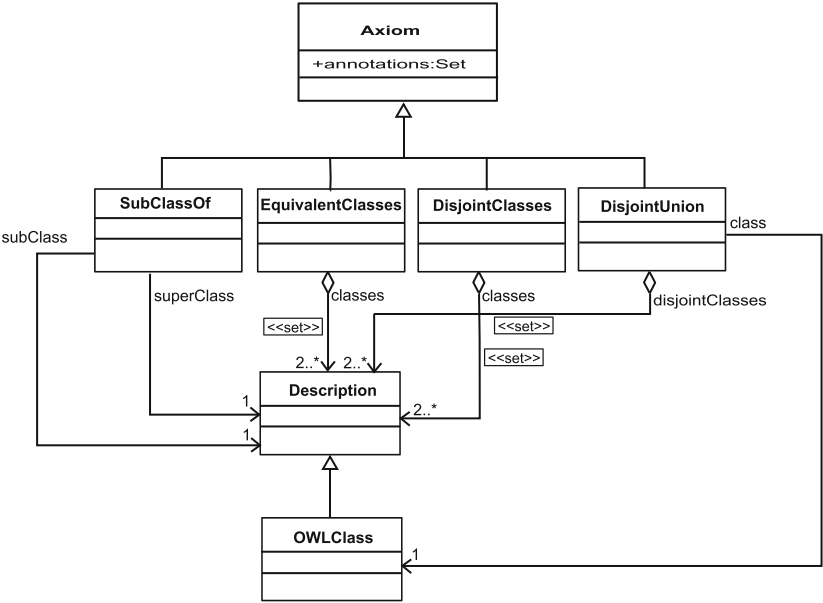 Axiom
+annotations:Set
SubClassOf
EquivalentClasses
DisjointClasses
DisjointUnion
class
subClass
superClass
classes
classes
disjointClasses
<<set>>
<<set>>
<<set>>
2..*
2..*
Description
1
2..*
1
OWLClass
1